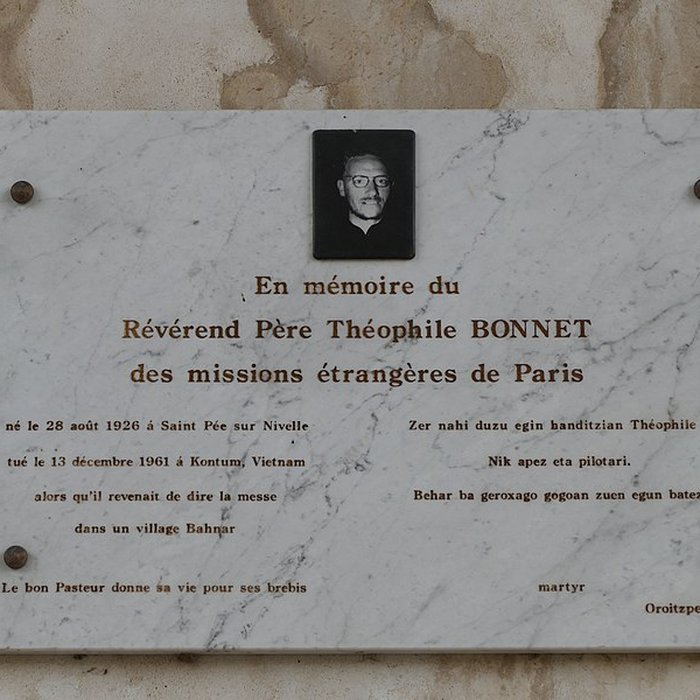 En mémoire du
Révérend Père Théophile BONNET
des missions étrangères de Paris
né le 28 août 1926 á Saint Pée sur Nivelle
tué le 13 décembre 1961 á Kontum, Vietnam
alors qu'il revenait de dire la messe
dans un village Bahnar
Le bon Pasteur donne sa vie pour ses brebis
Zer nahi duzu egin handitzian Théophile
Nik apez eta pilotari.
Behar ba geroxago gogoan zuen egun batez
martyr